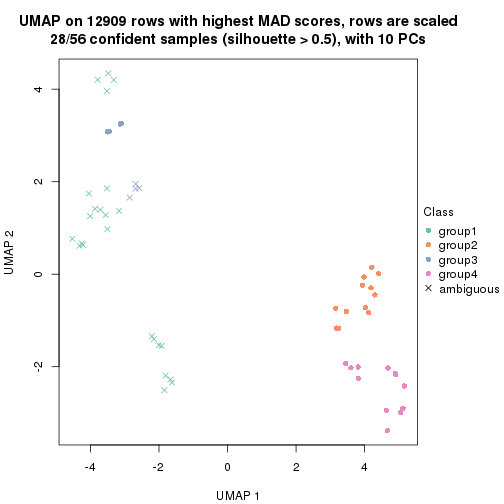 UMAP on 12909 rows with highest MAD scores, rows are scaled
28/56 confident samples (silhouette > 0.5), with 10 PCs
4
2
0
-2
UMAP 2
-4
-2
0
2
4
UMAP 1
Class
group1
group2
group3
group4
ambiguous